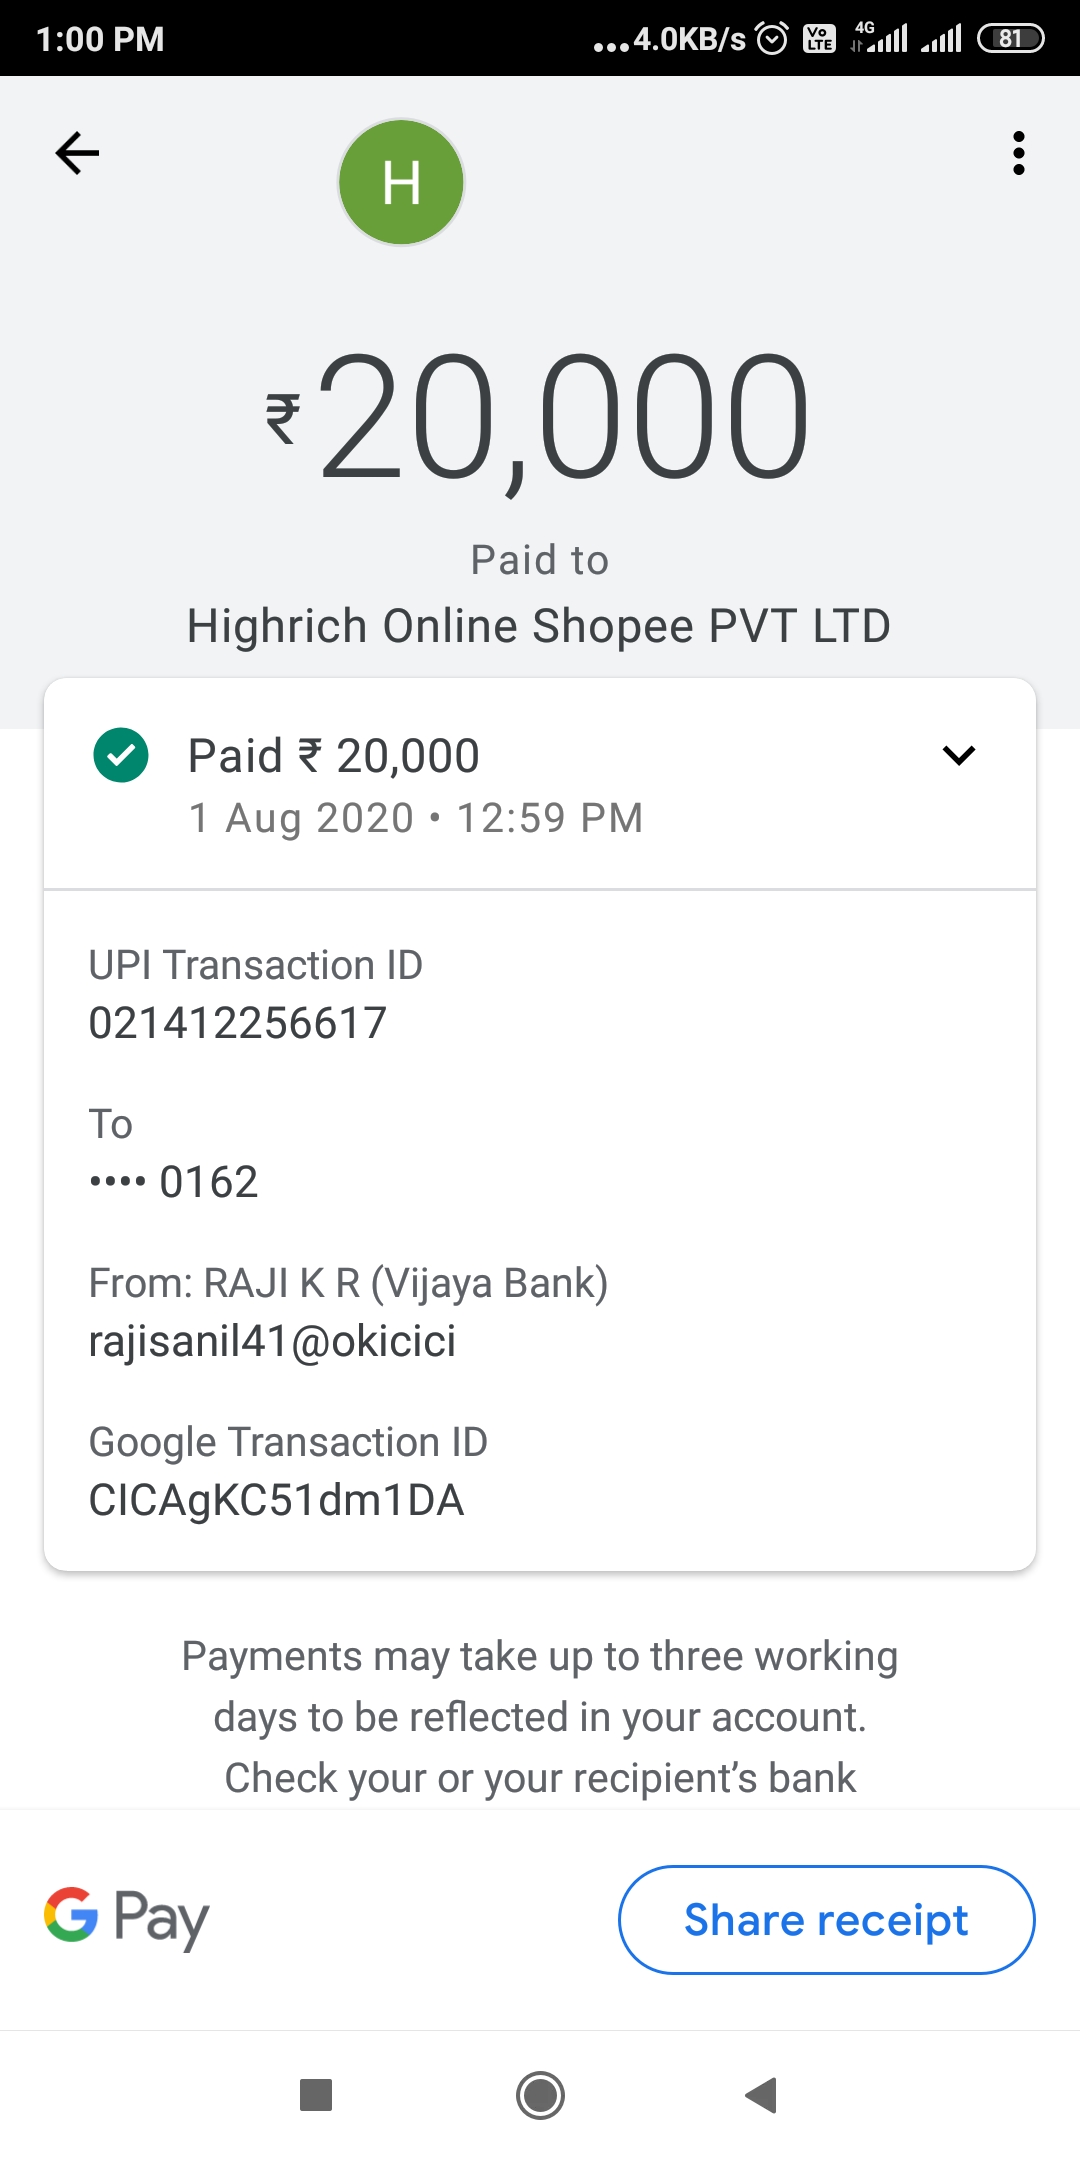 1:00 PM
...4.0KB/s Vo LTE 4G 81
H
₹20,000
Paid to
Highrich Online Shopee PVT LTD
Paid ₹ 20,000
1 Aug 2020 • 12:59 PM
UPI Transaction ID
021412256617
To
•••• 0162
From: RAJI K R (Vijaya Bank)
rajisanil41@okicici
Google Transaction ID
CICAgKC51dm1DA
Payments may take up to three working
days to be reflected in your account.
Check your or your recipient’s bank
G Pay
Share receipt